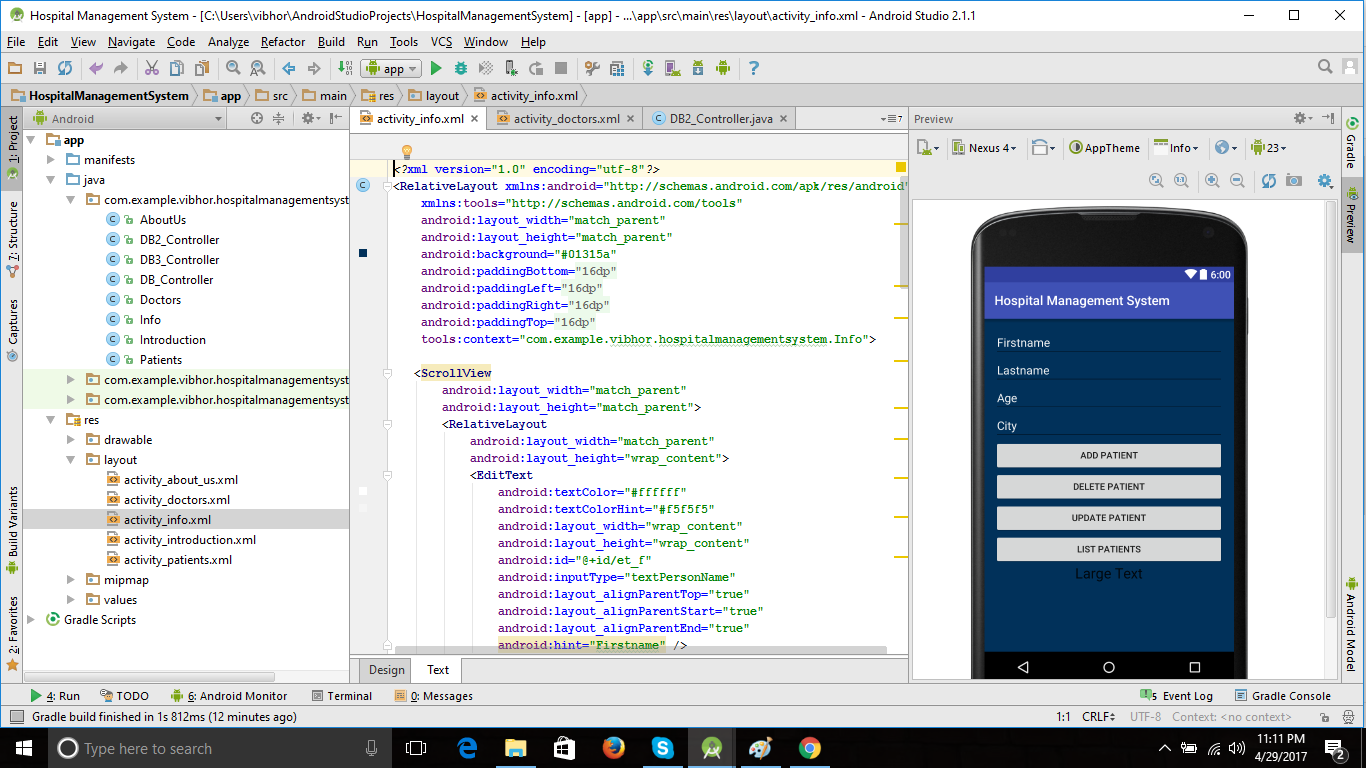 Hospital Management System - [C:\Users\vibhor\AndroidStudioProjects\HospitalManagementSystem] - [app] - ...\app\src\main\res\layout\activity_info.xml - Android Studio 2.1.1
File Edit View Navigate Code Analyze Refactor Build Run Tools VCS Window Help
app
HospitalManagementSystem app src main res layout activity_info.xml
1: Project
7: Structure
Captures
Build Variants
2: Favorites
Android
app
manifests
java
com.example.vibhor.hospitalmanagementsyst
AboutUs
DB2_Controller
DB3_Controller
DB_Controller
Doctors
Info
Introduction
Patients
com.example.vibhor.hospitalmanagementsyst
com.example.vibhor.hospitalmanagementsyst
res
drawable
layout
activity_about_us.xml
activity_doctors.xml
activity_info.xml
activity_introduction.xml
activity_patients.xml
mipmap
values
Gradle Scripts
activity_info.xml activity_doctors.xml DB2_Controller.java 7
<?xml version="1.0" encoding="utf-8"?>
<RelativeLayout xmlns:android="http://schemas.android.com/apk/res/android"
xmlns:tools="http://schemas.android.com/tools"
android:layout_width="match_parent"
android:layout_height="match_parent"
android:background="#01315a"
android:paddingBottom="16dp"
android:paddingLeft="16dp"
android:paddingRight="16dp"
android:paddingTop="16dp"
tools:context="com.example.vibhor.hospitalmanagementsystem.Info">
<ScrollView
android:layout_width="match_parent"
android:layout_height="match_parent">
<RelativeLayout
android:layout_width="match_parent"
android:layout_height="wrap_content">
<EditText
android:textColor="#ffffff"
android:textColorHint="#f5f5f5"
android:layout_width="wrap_content"
android:layout_height="wrap_content"
android:id="@+id/et_f"
android:inputType="textPersonName"
android:layout_alignParentTop="true"
android:layout_alignParentStart="true"
android:layout_alignParentEnd="true"
android:hint="Firstname" />
Design Text
Preview
Nexus 4 AppTheme Info 23
6:00
Hospital Management System
Firstname
Lastname
Age
City
ADD PATIENT
DELETE PATIENT
UPDATE PATIENT
LIST PATIENTS
Large Text
Gradle
Preview
Android Model
4: Run TODO 6: Android Monitor Terminal 0: Messages 5 Event Log Gradle Console
Gradle build finished in 1s 812ms (12 minutes ago) 1:1 CRLF UTF-8 Context: <no context>
Type here to search
11:11 PM
4/29/2017
2